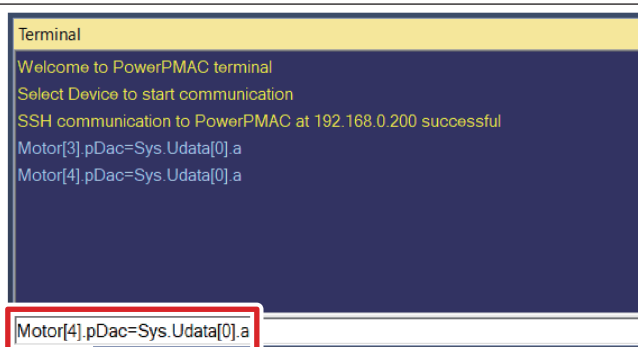 Terminal
Welcome to PowerPMAC terminal
Select Device to start communication
SSH communication to PowerPMAC at 192.168.0.200 successful
Motor[3].pDac=Sys.Udata[0].a
Motor[4].pDac=Sys.Udata[0].a
Motor[4].pDac=Sys.Udata[0].a